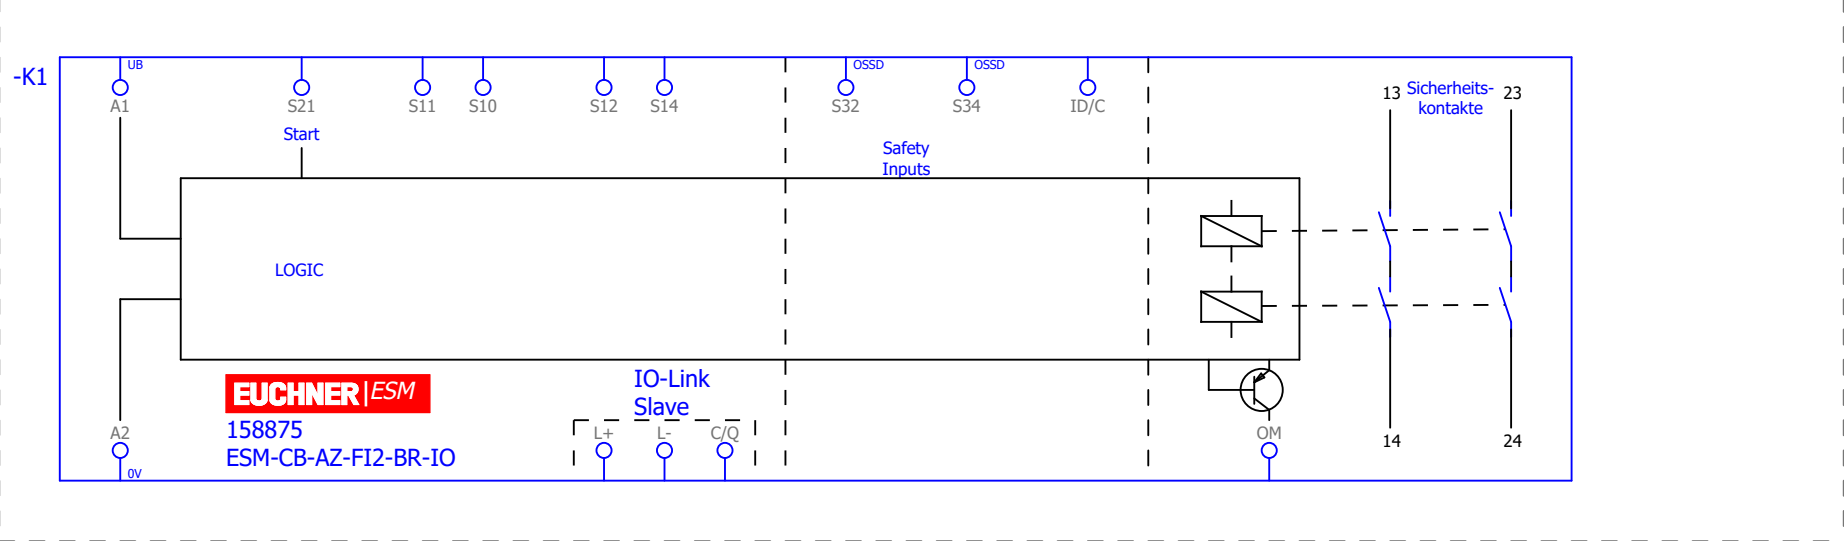 -K1
UB
OSSD
OSSD
A1
S21
S11
S10
S12
S14
S32
S34
ID/C
13
Sicherheits-
kontakte
23
Start
Safety
Inputs
LOGIC
EUCHNER|ESM
158875
ESM-CB-AZ-FI2-BR-IO
IO-Link
Slave
A2
0V
L+
L-
C/Q
OM
14
24